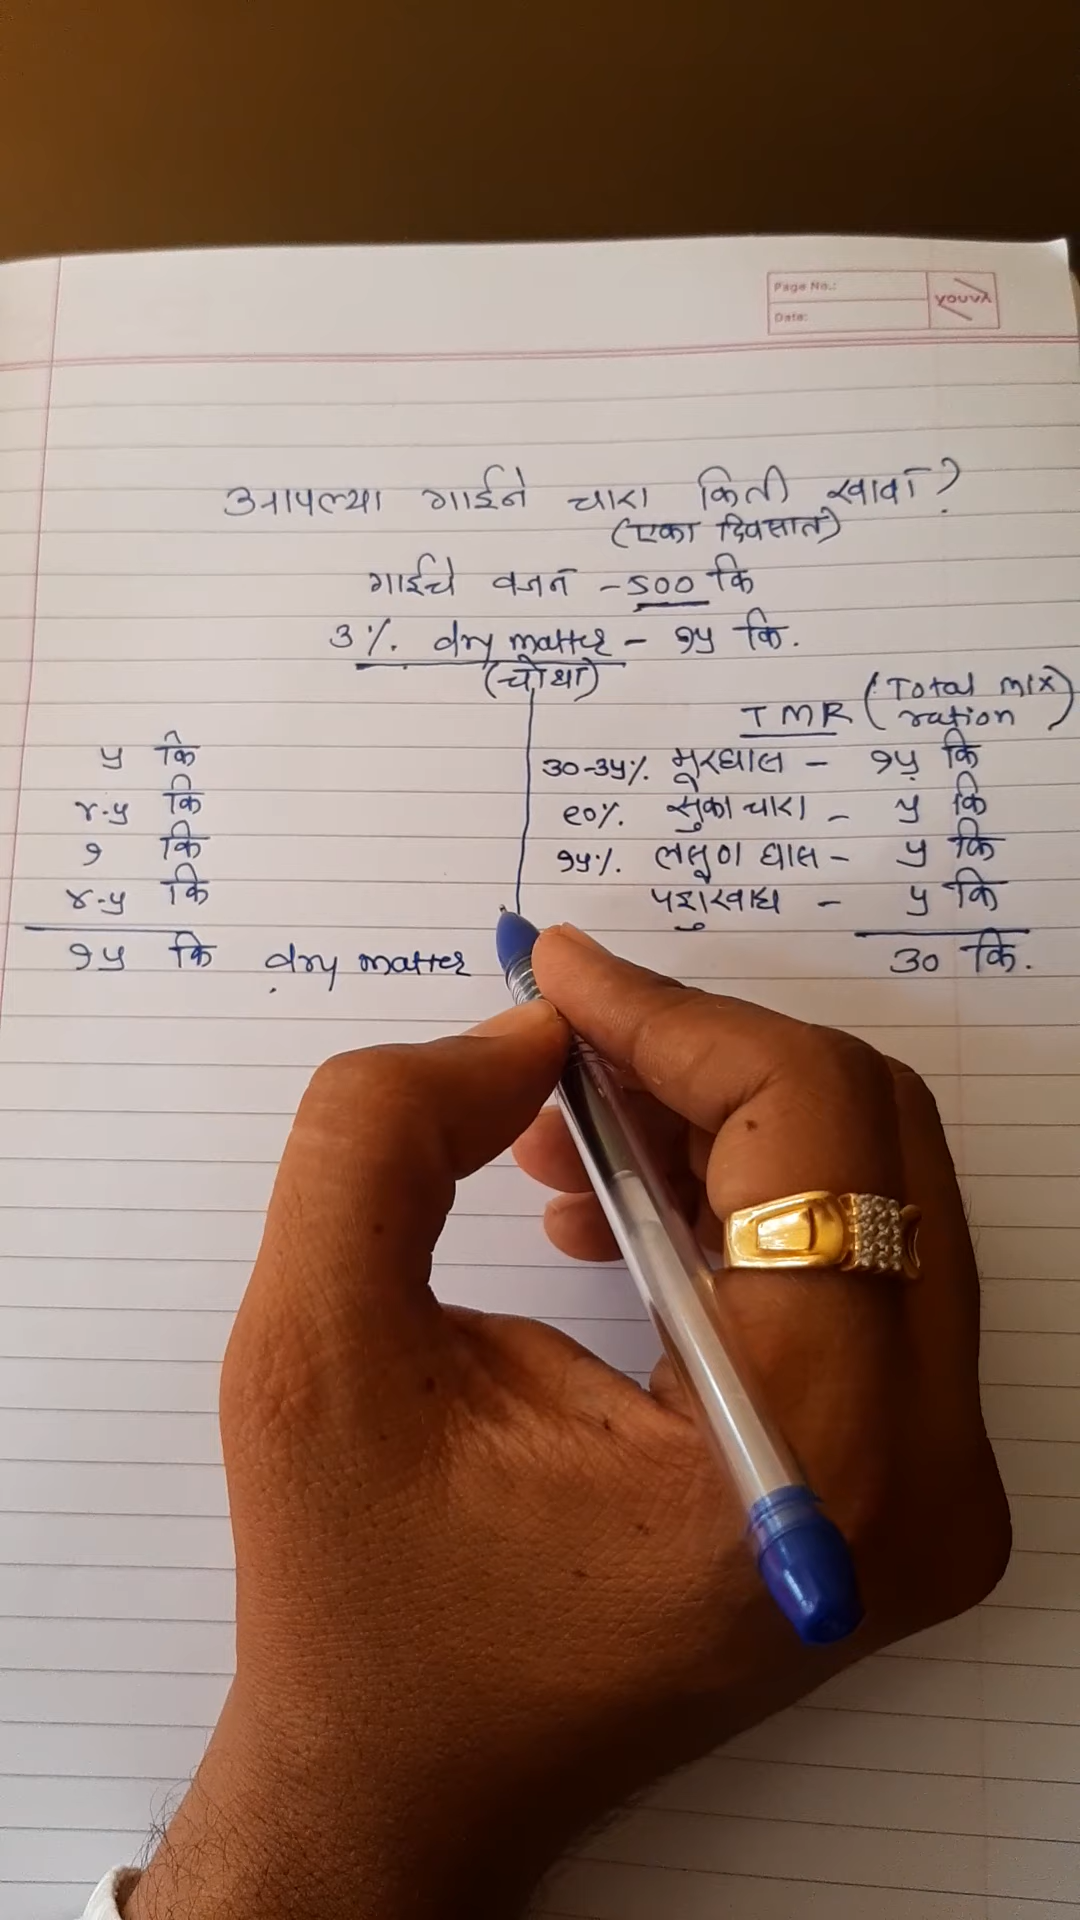 Page No.:
Date:
YOUVA
आपल्या गाईने चारा किती खावा?
(एका दिवसात)
गाईचे वजन - 500 कि
3%. dry matter - १५ कि.
(चोथा)
TMR (Total mix ration)
५ कि 30-3५%. मूरघास - १५ कि
४.५ कि ९०%. सुका चारा - ५ कि
१ कि १५%. लसूण घास - ५ कि
४.५ कि पशुखाद्य - ५ कि
१५ कि dry matter 30 कि.